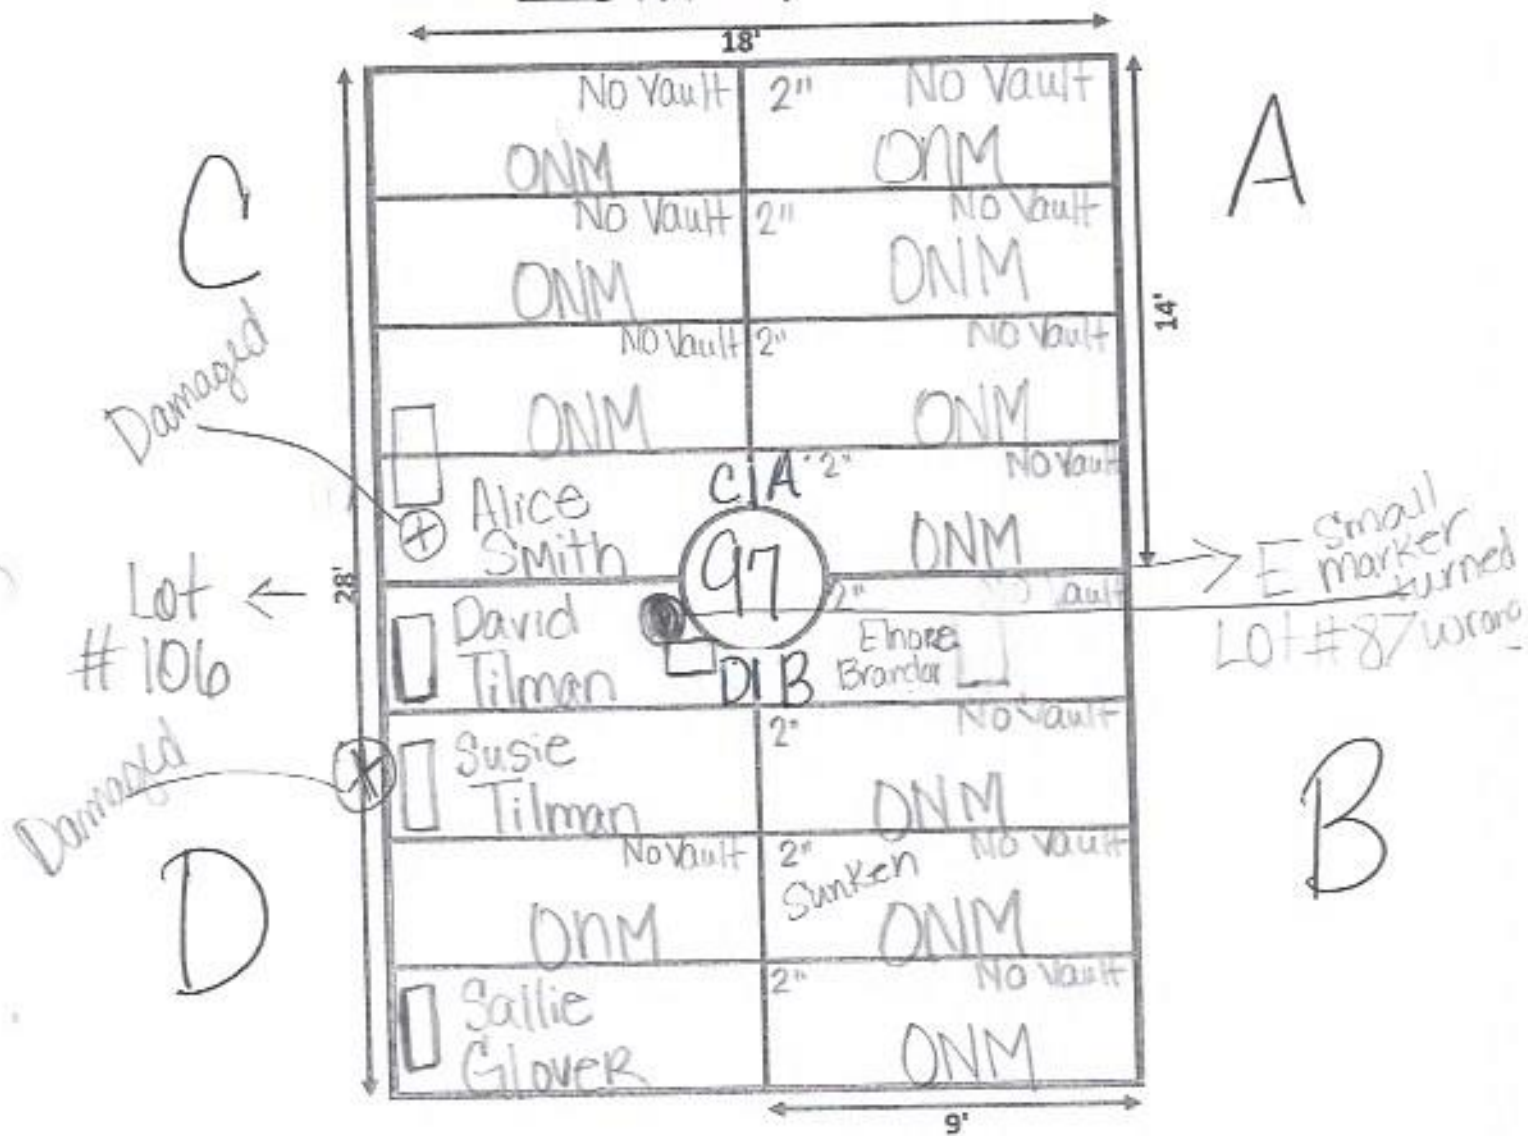 18'
No Vault
2" No Vault
ONM
ONM
C
A
No Vault
2" No Vault
ONM
ONM
14'
Damaged
No Vault
2" No Vault
ONM
ONM
C A 2" No Vault
Alice
Smith
97
ONM
E Small
marker
turned
wrong
Lot
#106
28'
Lot #87
David
Tilman
2"
ault
Elnore
D B
No Vault
Damaged
Susie
Tilman
2"
ONM
B
D
No Vault
2" No Vault
Sunken
ONM
ONM
Sallie
Glover
2" No Vault
ONM
9'